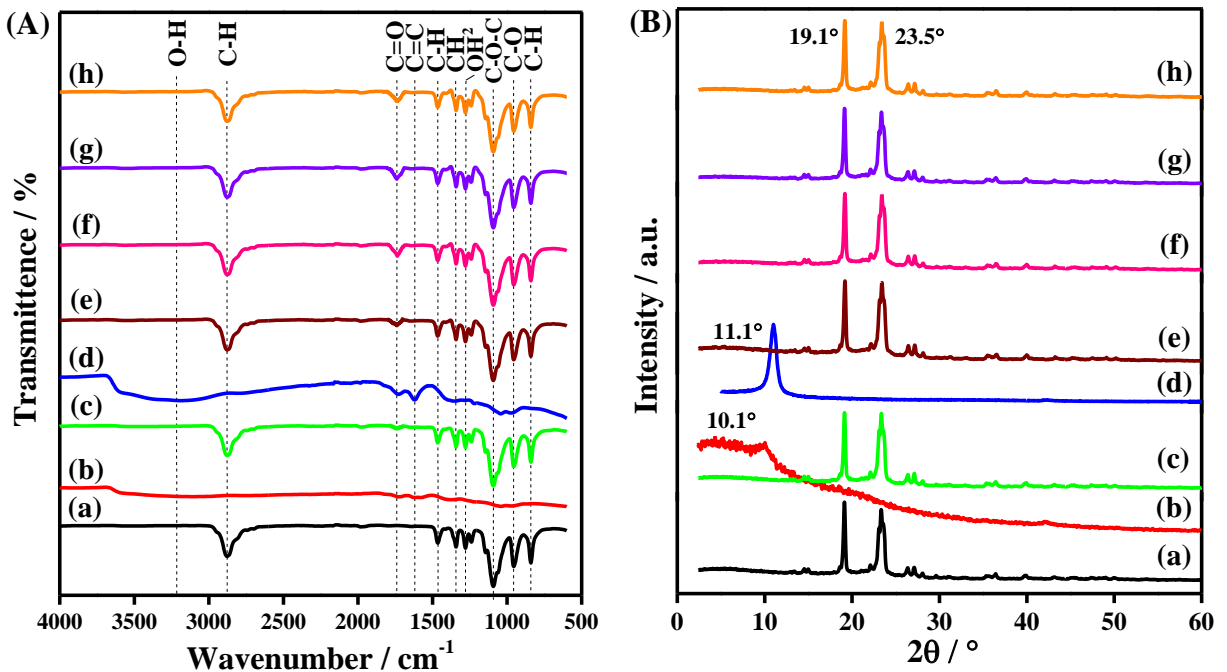 (A)
O-H
C-H
C=O
C=C
C-H
CH
OH²
C-O-C
C-O
C-H
(h)
(g)
(f)
(e)
(d)
(c)
(b)
(a)
Transmittence / %
4000 3500 3000 2500 2000 1500 1000 500
Wavenumber / cm⁻¹
(B)
19.1° 23.5°
(h)
(g)
(f)
(e)
11.1°
(d)
10.1°
(c)
(b)
(a)
Intensity / a.u.
0 10 20 30 40 50 60
2θ / °